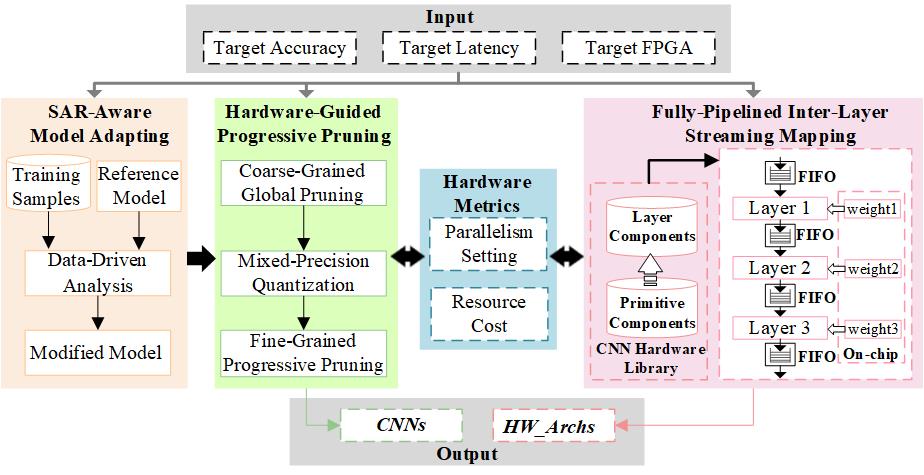 Input
Target Accuracy
Target Latency
Target FPGA
SAR-Aware
Model Adapting
Training
Samples
Reference
Model
Data-Driven
Analysis
Modified Model
Hardware-Guided
Progressive Pruning
Coarse-Grained
Global Pruning
Mixed-Precision
Quantization
Fine-Grained
Progressive Pruning
Hardware
Metrics
Parallelism
Setting
Resource
Cost
Fully-Pipelined Inter-Layer
Streaming Mapping
Layer
Components
Primitive
Components
CNN Hardware
Library
FIFO
Layer 1
weight1
FIFO
Layer 2
weight2
FIFO
Layer 3
weight3
FIFO
On-chip
CNNs
HW_Archs
Output